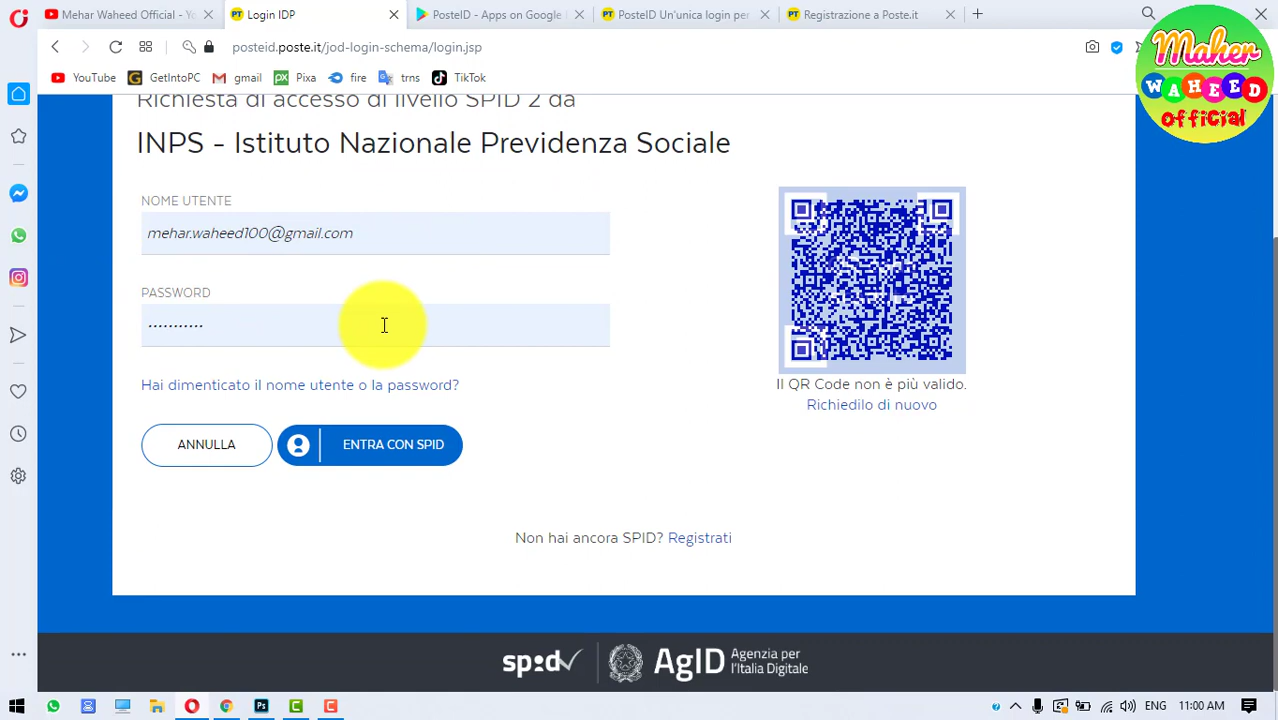 Mehar Waheed Official - Yo
Login IDP
PosteID - Apps on Google
PosteID Un'unica login per
Registrazione a Poste.it
posteid.poste.it/jod-login-schema/login.jsp
YouTube
GetIntoPC
gmail
Pixa
fire
trns
TikTok
Maher
WAHEED
official
Richiesta di accesso di livello SPID 2 da
INPS - Istituto Nazionale Previdenza Sociale
NOME UTENTE
mehar.waheed100@gmail.com
PASSWORD
•••••••••••
Hai dimenticato il nome utente o la password?
ANNULLA
ENTRA CON SPID
Il QR Code non è più valido.
Richiedilo di nuovo
Non hai ancora SPID? Registrati
spid
AgID
Agenzia per
l'Italia Digitale
ENG
11:00 AM